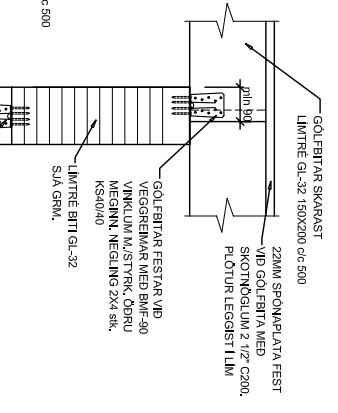 c 500
GÓLFBITAR SKARAST
LÍMTRÉ GL-32 150X200 c/c 500
22MM SPÓNAPLATA FEST
VIÐ GÓLFBITA MEÐ
SKOTNÖGLUM 2 1/2" C200.
PLÖTUR LEGGIST Í LÍM
min 90
GÓLFBITAR FESTAR VIÐ
VEGGREIMAR MEÐ BMF-90
VINKLUM M./STYRK. ÖÐRU
MEGINN. NEGLING 2X4 stk.
KS40/40
LÍMTRÉ BITI GL-32
SJÁ GRM.